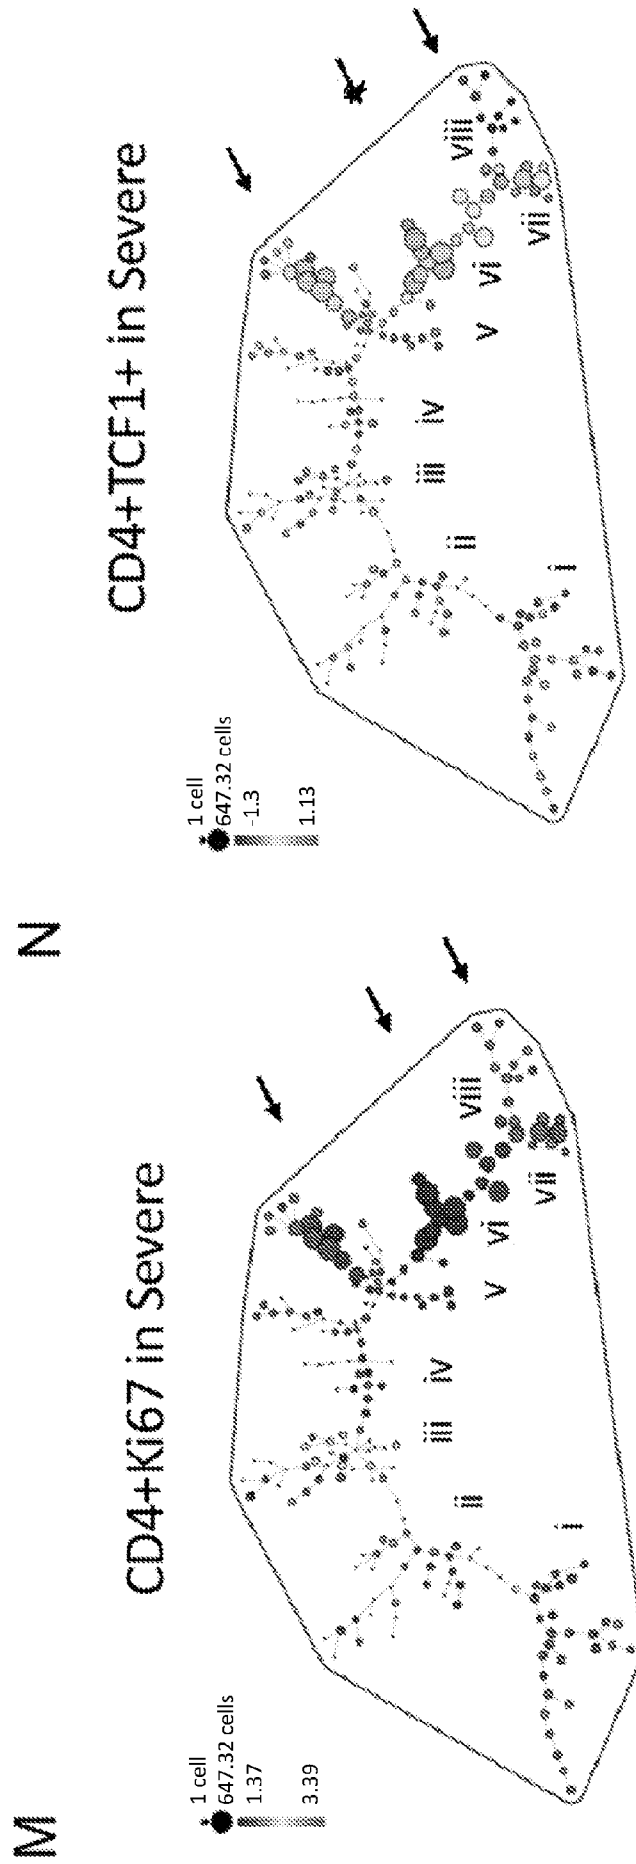 M
CD4+Ki67 in Severe
1 cell
647.32 cells
1.37
3.39
i
ii
iii
iv
v
vi
vii
viii
N
CD4+TCF1+ in Severe
1 cell
647.32 cells
-1.3
1.13
i
ii
iii
iv
v
vi
vii
viii